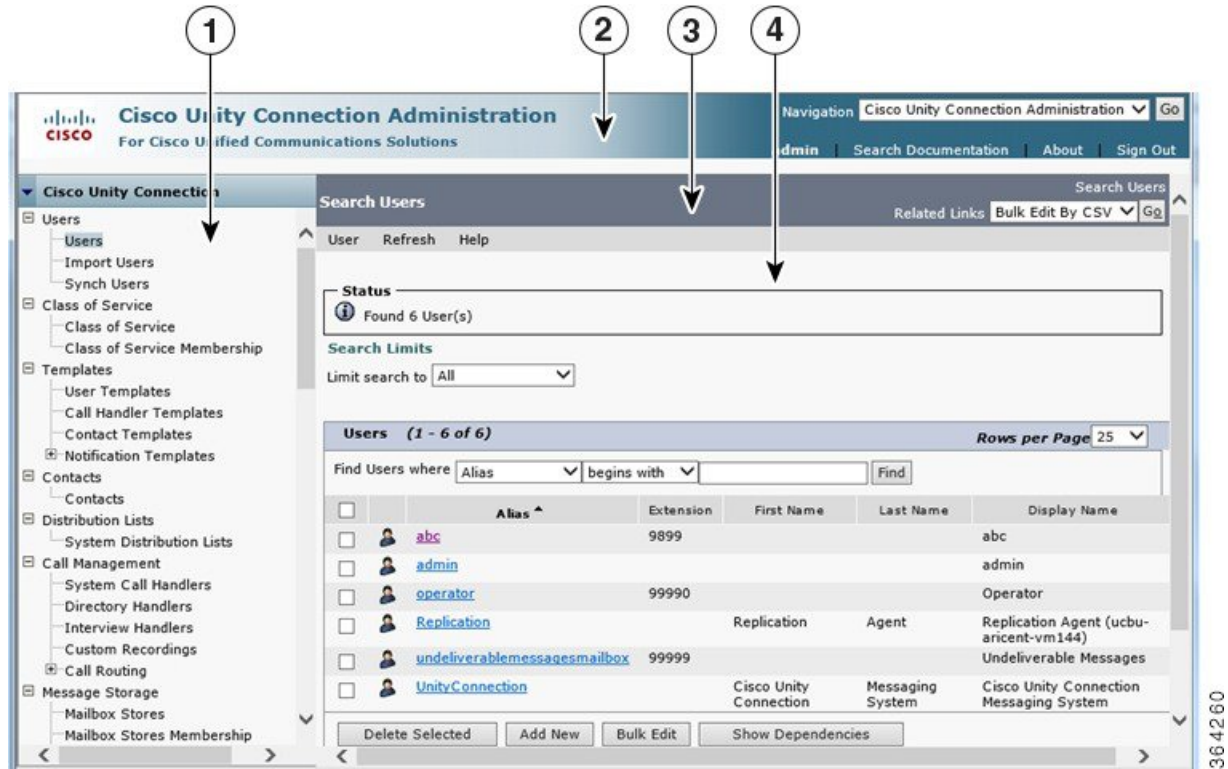 1
2
3
4
CISCO
Cisco Unity Connection Administration
For Cisco Unified Communications Solutions
Navigation Cisco Unity Connection Administration Go
admin | Search Documentation | About | Sign Out
Cisco Unity Connection
Users
Users
Import Users
Synch Users
Class of Service
Class of Service
Class of Service Membership
Templates
User Templates
Call Handler Templates
Contact Templates
Notification Templates
Contacts
Contacts
Distribution Lists
System Distribution Lists
Call Management
System Call Handlers
Directory Handlers
Interview Handlers
Custom Recordings
Call Routing
Message Storage
Mailbox Stores
Mailbox Stores Membership
Search Users
Search Users
Related Links Bulk Edit By CSV Go
User Refresh Help
Status
Found 6 User(s)
Search Limits
Limit search to All
Users (1 - 6 of 6)
Rows per Page 25
Find Users where Alias begins with Find
Alias Extension First Name Last Name Display Name
abc 9899 abc
admin admin
operator 99990 Operator
Replication Replication Agent Replication Agent (ucbu-
aricent-vm144)
undeliverablemessagesmailbox 99999 Undeliverable Messages
UnityConnection Cisco Unity Messaging Cisco Unity Connection
Connection System Messaging System
Delete Selected Add New Bulk Edit Show Dependencies
364260